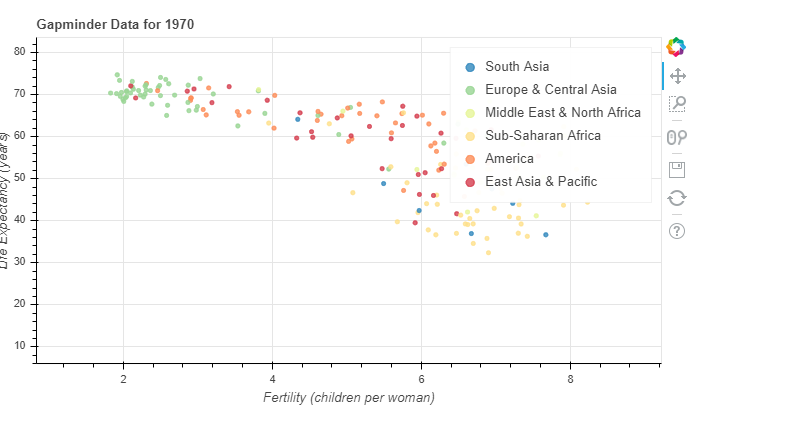 Gapminder Data for 1970
80
70
60
50
40
30
20
10
Life Expectancy (years)
South Asia
Europe & Central Asia
Middle East & North Africa
Sub-Saharan Africa
America
East Asia & Pacific
2
4
6
8
Fertility (children per woman)